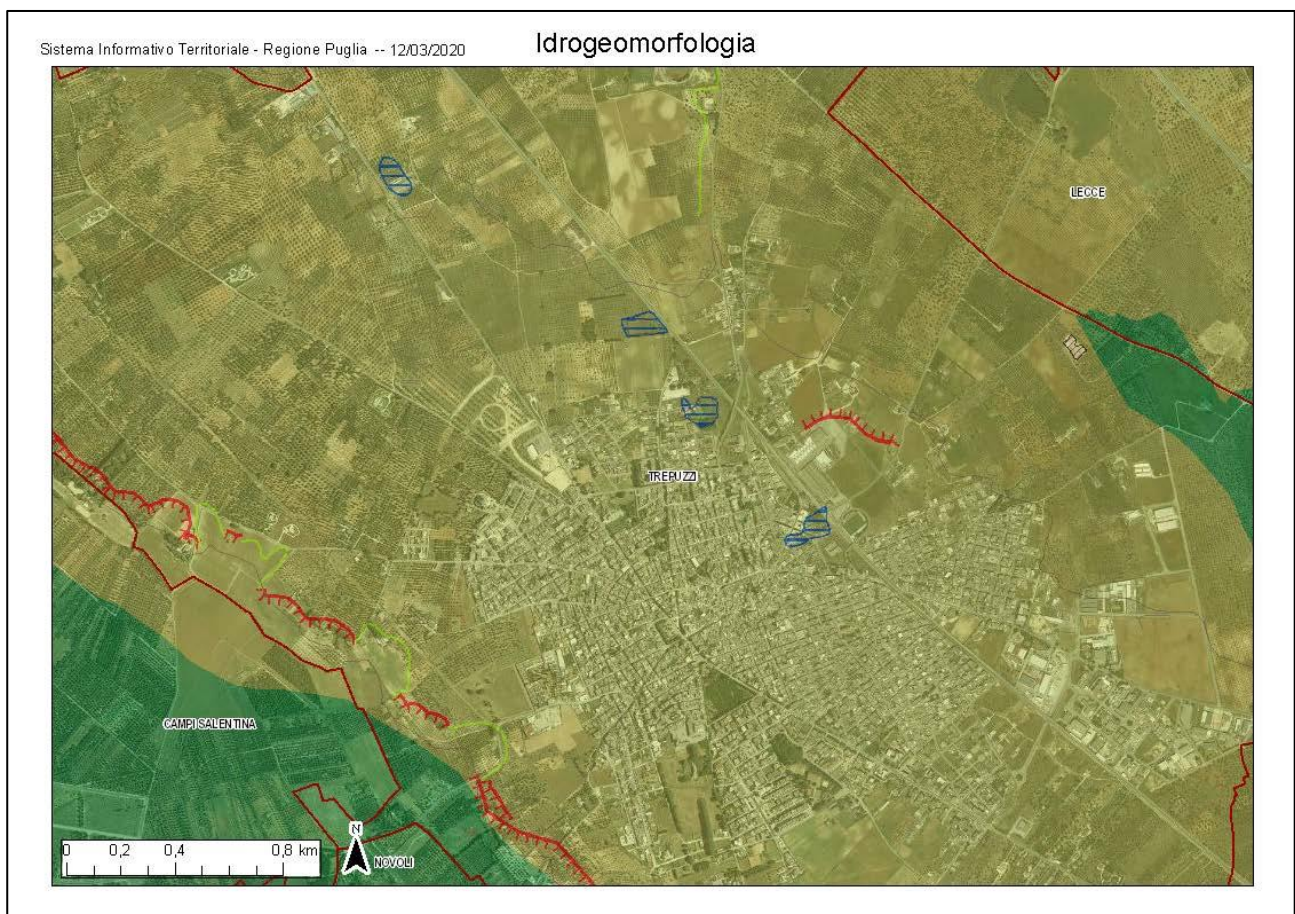 Sistema Informativo Territoriale - Regione Puglia -- 12/03/2020
Idrogeomorfologia
LECCE
TREPUZZI
CAMPI SALENTINA
N
NOVOLI
0 0,2 0,4 0,8 km